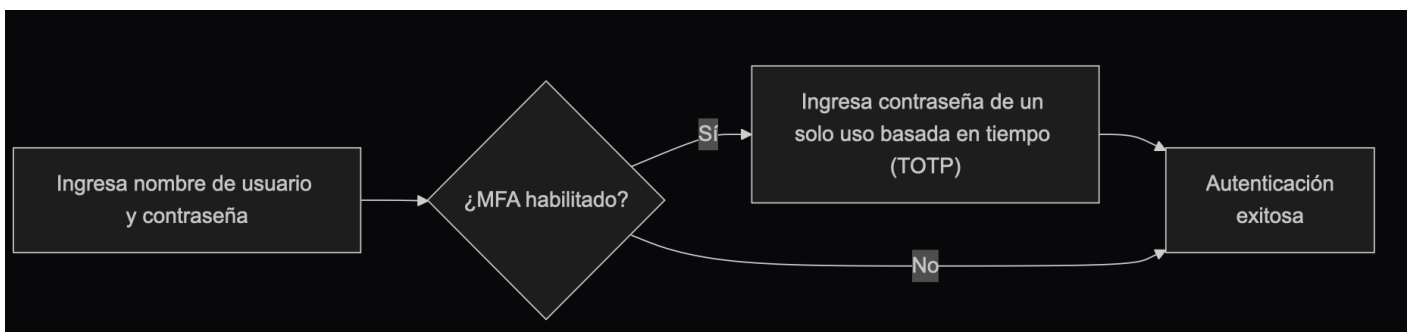 Ingresa nombre de usuario
y contraseña
¿MFA habilitado?
Sí
Ingresa contraseña de un
solo uso basada en tiempo
(TOTP)
No
Autenticación
exitosa